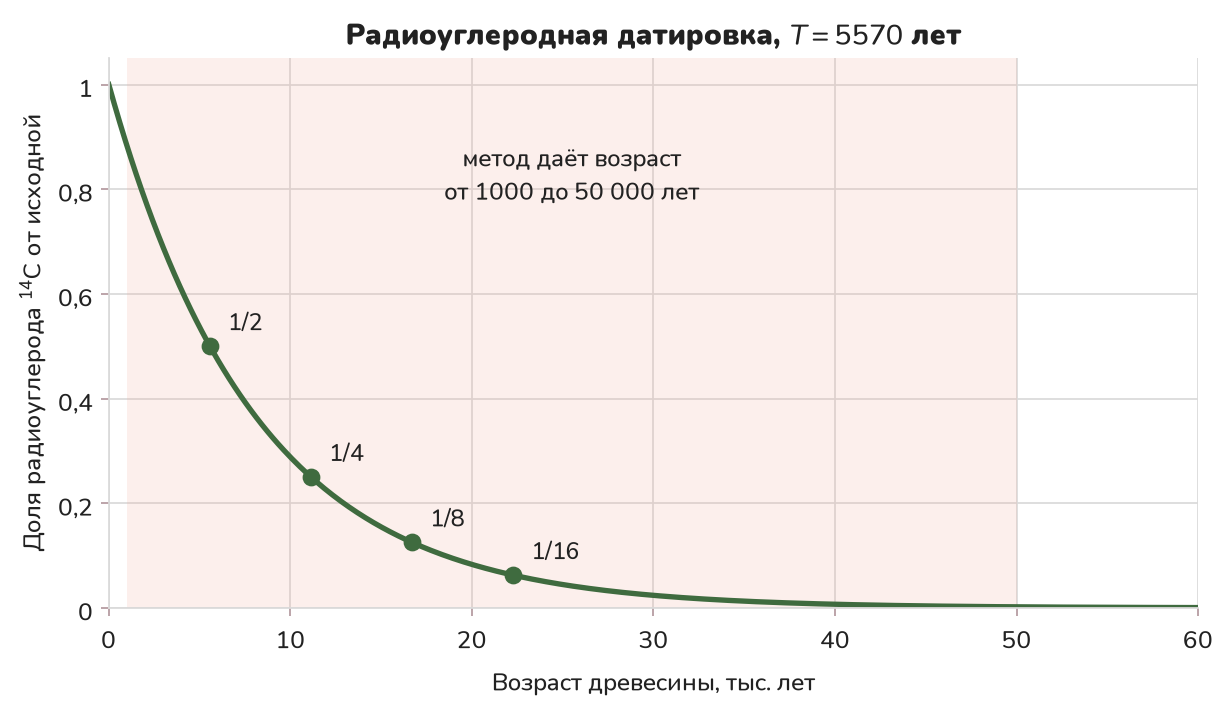 Радиоуглеродная датировка, T = 5570 лет
Доля радиоуглерода ¹⁴C от исходной
1
0,8
0,6
0,4
0,2
0
метод даёт возраст
от 1000 до 50 000 лет
1/2
1/4
1/8
1/16
0 10 20 30 40 50 60
Возраст древесины, тыс. лет